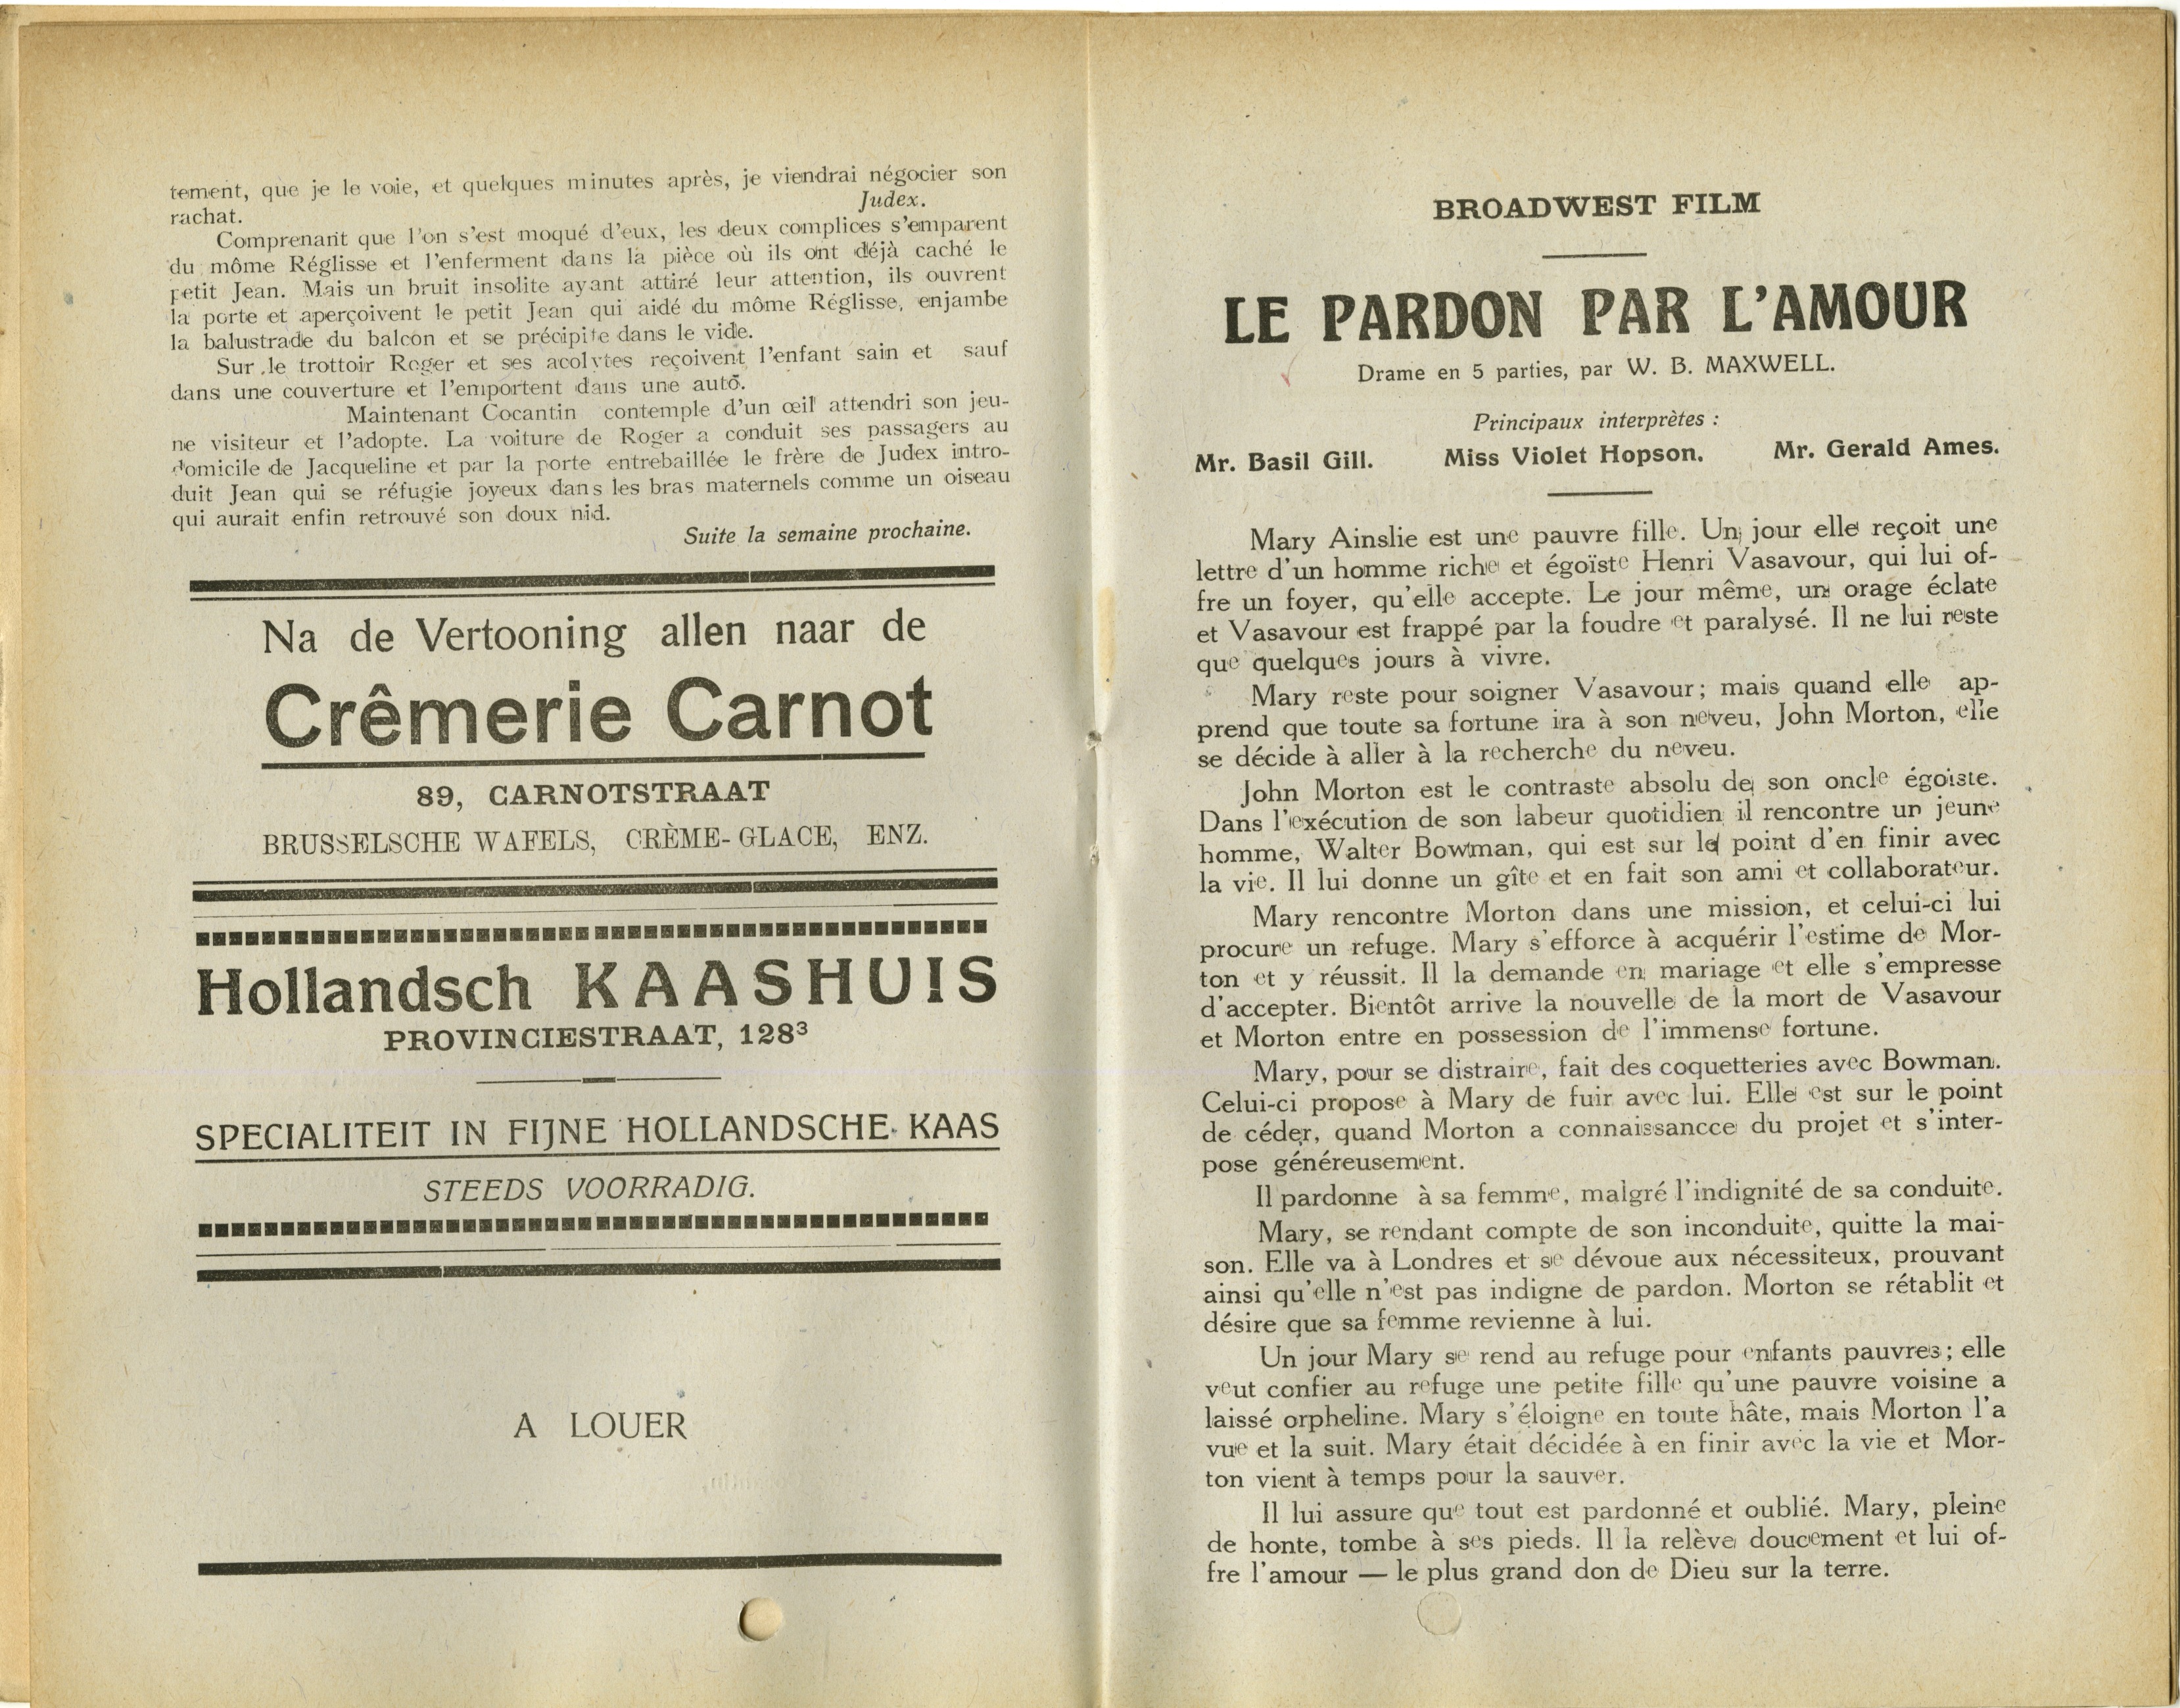 tement, que je le voie, et quelques minutes après, je viendrai négocier son
rachat.
Judex.
Comprenant que l'on s'est moqué d'eux, les deux complices s'emparent
du môme Réglisse et l'enferment dans la pièce où ils ont déjà caché le
petit Jean. Mais un bruit insolite ayant attiré leur attention, ils ouvrent
la porte et aperçoivent le petit Jean qui aidé du môme Réglisse, enjambe
la balustrade du balcon et se précipite dans le vide.
Sur le trottoir Roger et ses acolytes reçoivent l'enfant sain et sauf
dans une couverture et l'emportent dans une auto.
Maintenant Cocantin contemple d'un œil attendri son jeu-
ne visiteur et l'adopte. La voiture de Roger a conduit ses passagers au
domicile de Jacqueline et par la porte entrebaillée le frère de Judex intro-
duit Jean qui se réfugie joyeux dans les bras maternels comme un oiseau
qui aurait enfin retrouvé son doux nid.
Suite la semaine prochaine.
Na de Vertooning allen naar de
Crêmerie Carnot
89, CARNOTSTRAAT
BRUSSELSCHE WAFELS, CRÈME-GLACE, ENZ.
Hollandsch KAASHUIS
PROVINCIESTRAAT, 128³
SPECIALITEIT IN FIJNE HOLLANDSCHE KAAS
STEEDS VOORRADIG.
A LOUER
BROADWEST FILM
LE PARDON PAR L'AMOUR
Drame en 5 parties, par W. B. MAXWELL.
Principaux interprètes :
Mr. Basil Gill. Miss Violet Hopson. Mr. Gerald Ames.
Mary Ainslie est une pauvre fille. Un jour elle reçoit une
lettre d'un homme riche et égoïste Henri Vasavour, qui lui of-
fre un foyer, qu'elle accepte. Le jour même, un orage éclate
et Vasavour est frappé par la foudre et paralysé. Il ne lui reste
que quelques jours à vivre.
Mary reste pour soigner Vasavour; mais quand elle ap-
prend que toute sa fortune ira à son neveu, John Morton, elle
se décide à aller à la recherche du neveu.
John Morton est le contraste absolu de son oncle égoiste.
Dans l'exécution de son labeur quotidien il rencontre un jeune
homme, Walter Bowman, qui est sur le point d'en finir avec
la vie. Il lui donne un gîte et en fait son ami et collaborateur.
Mary rencontre Morton dans une mission, et celui-ci lui
procure un refuge. Mary s'efforce à acquérir l'estime de Mor-
ton et y réussit. Il la demande en mariage et elle s'empresse
d'accepter. Bientôt arrive la nouvelle de la mort de Vasavour
et Morton entre en possession de l'immense fortune.
Mary, pour se distraire, fait des coquetteries avec Bowman.
Celui-ci propose à Mary de fuir avec lui. Elle est sur le point
de céder, quand Morton a connaissancce du projet et s'inter-
pose généreusement.
Il pardonne à sa femme, malgré l'indignité de sa conduite.
Mary, se rendant compte de son inconduite, quitte la mai-
son. Elle va à Londres et se dévoue aux nécessiteux, prouvant
ainsi qu'elle n'est pas indigne de pardon. Morton se rétablit et
désire que sa femme revienne à lui.
Un jour Mary se rend au refuge pour enfants pauvres; elle
veut confier au refuge une petite fille qu'une pauvre voisine a
laissé orpheline. Mary s'éloigne en toute hâte, mais Morton l'a
vue et la suit. Mary était décidée à en finir avec la vie et Mor-
ton vient à temps pour la sauver.
Il lui assure que tout est pardonné et oublié. Mary, pleine
de honte, tombe à ses pieds. Il la relève doucement et lui of-
fre l'amour — le plus grand don de Dieu sur la terre.